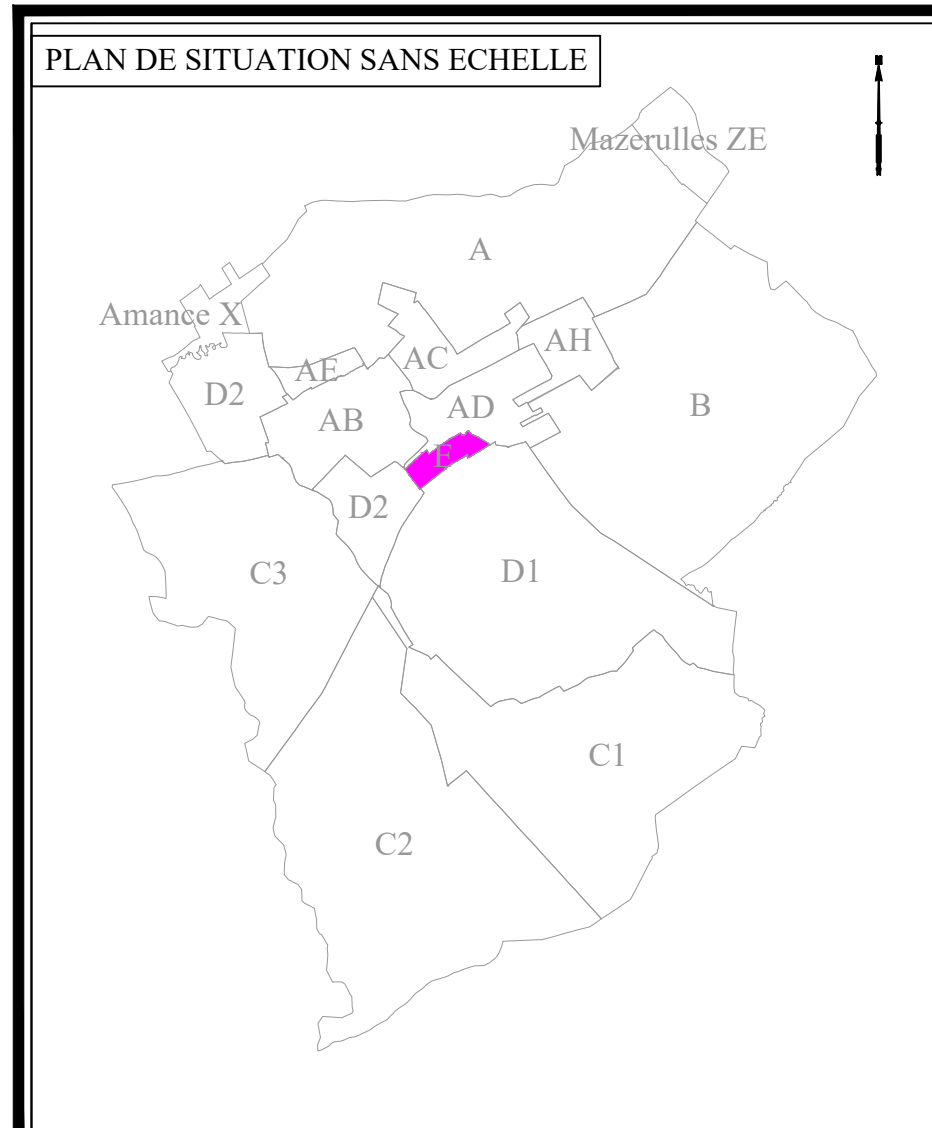 PLAN DE SITUATION SANS ECHELLE
Mazerulles ZE
A
Amance X
AE
AC
AH
D2
AB
AD
B
E
D2
C3
D1
C1
C2